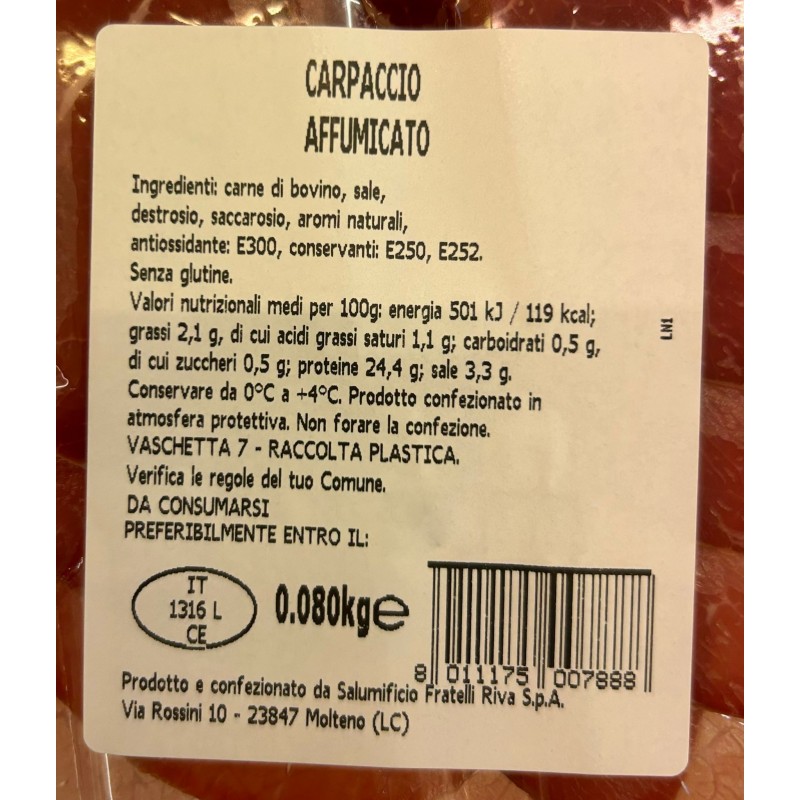 CARPACCIO
AFFUMICATO
Ingredienti: carne di bovino, sale,
destrosio, saccarosio, aromi naturali,
antiossidante: E300, conservanti: E250, E252.
Senza glutine.
Valori nutrizionali medi per 100g: energia 501 kJ / 119 kcal;
grassi 2,1 g, di cui acidi grassi saturi 1,1 g; carboidrati 0,5 g,
di cui zuccheri 0,5 g; proteine 24,4 g; sale 3,3 g.
Conservare da 0°C a +4°C. Prodotto confezionato in
atmosfera protettiva. Non forare la confezione.
VASCHETTA 7 - RACCOLTA PLASTICA.
Verifica le regole del tuo Comune.
DA CONSUMARSI
PREFERIBILMENTE ENTRO IL:
LN1
IT
1316 L
CE
0.080kg℮
8 011175 007888
Prodotto e confezionato da Salumificio Fratelli Riva S.p.A.
Via Rossini 10 - 23847 Molteno (LC)